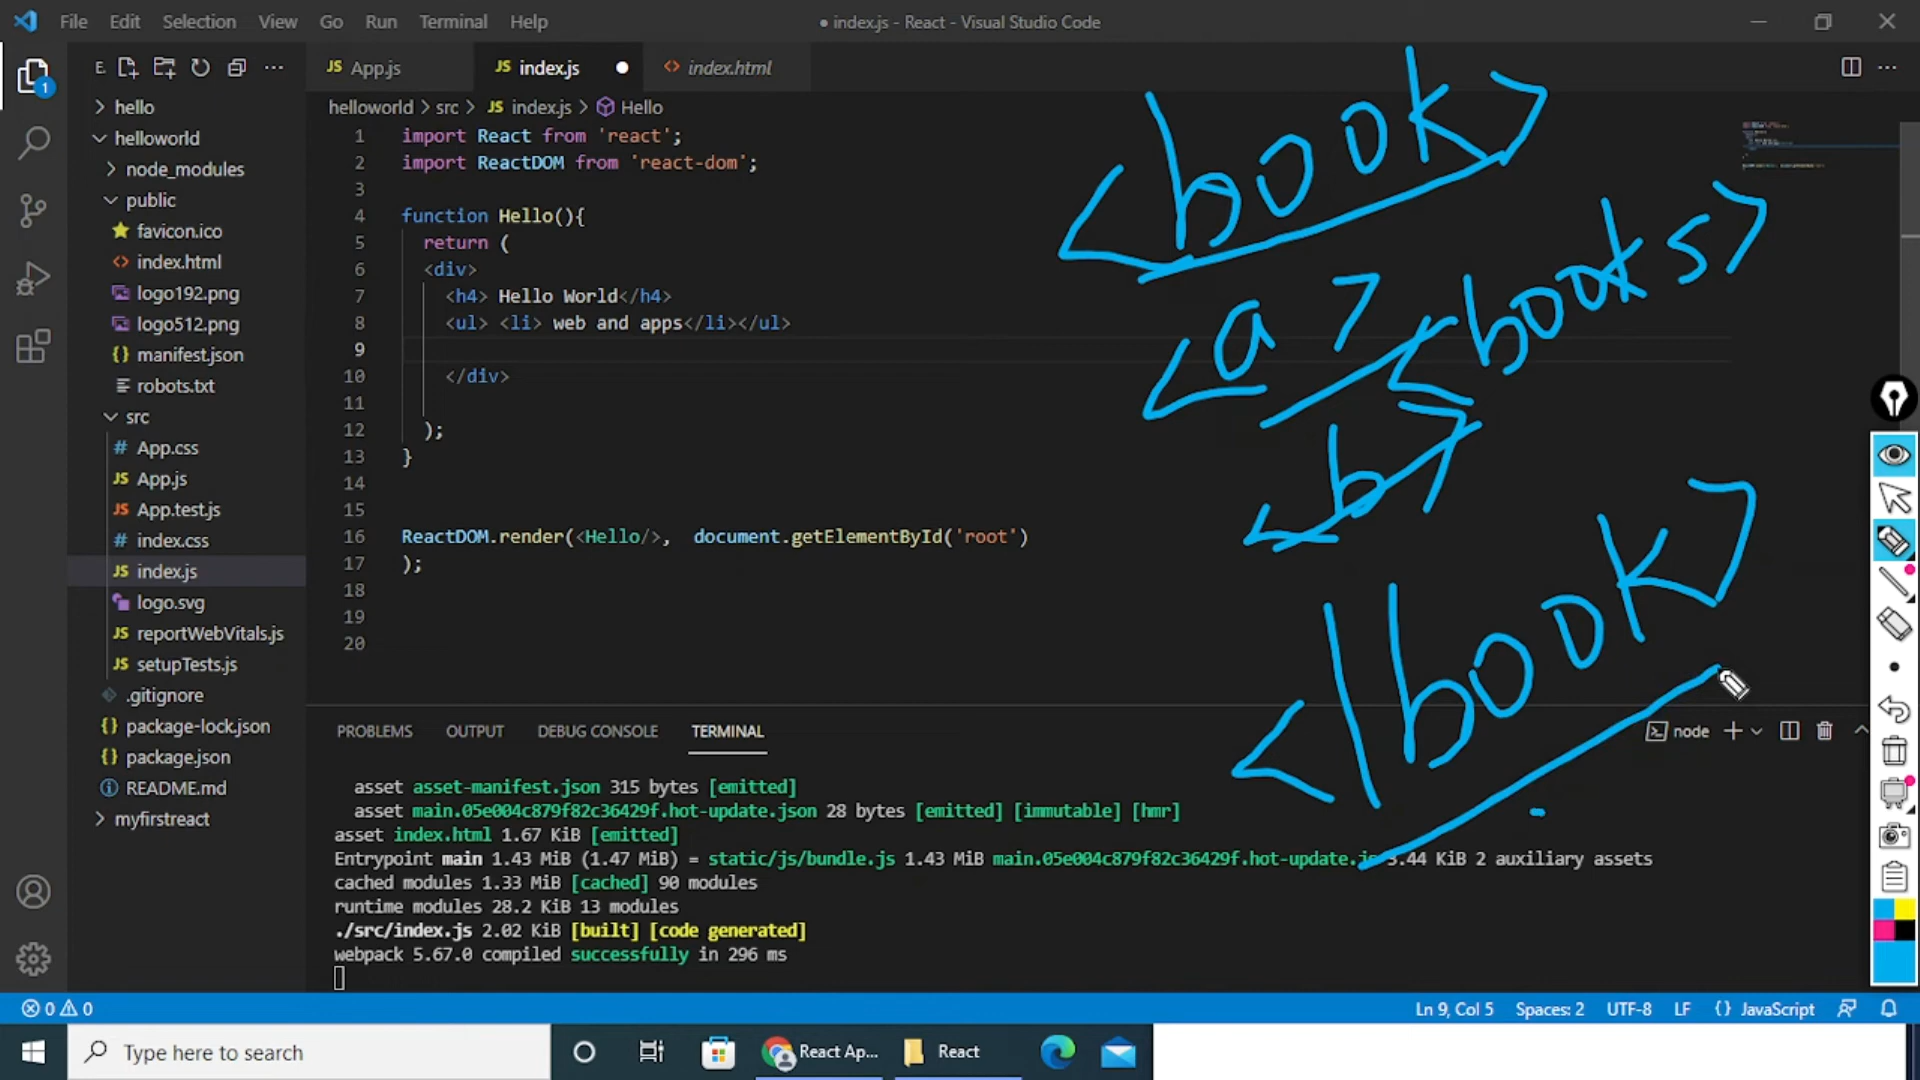 File Edit Selection View Go Run Terminal Help
● index.js - React - Visual Studio Code
E
JS App.js
JS index.js ●
<> index.html
hello
helloworld
node_modules
public
favicon.ico
index.html
logo192.png
logo512.png
manifest.json
robots.txt
src
App.css
App.js
App.test.js
index.css
index.js
logo.svg
reportWebVitals.js
setupTests.js
.gitignore
package-lock.json
package.json
README.md
myfirstreact
helloworld > src > JS index.js > Hello
1 import React from 'react';
2 import ReactDOM from 'react-dom';
3
4 function Hello(){
5 return (
6 <div>
7 <h4> Hello World</h4>
8 <ul> <li> web and apps</li></ul>
9
10 </div>
11
12 );
13 }
14
15
16 ReactDOM.render(<Hello/>, document.getElementById('root')
17 );
18
19
20
<book>
<a> <books>
<b>
</book>
PROBLEMS OUTPUT DEBUG CONSOLE TERMINAL
node
asset asset-manifest.json 315 bytes [emitted]
asset main.05e004c879f82c36429f.hot-update.json 28 bytes [emitted] [immutable] [hmr]
asset index.html 1.67 KiB [emitted]
Entrypoint main 1.43 MiB (1.47 MiB) = static/js/bundle.js 1.43 MiB main.05e004c879f82c36429f.hot-update.js 3.44 KiB 2 auxiliary assets
cached modules 1.33 MiB [cached] 90 modules
runtime modules 28.2 KiB 13 modules
./src/index.js 2.02 KiB [built] [code generated]
webpack 5.67.0 compiled successfully in 296 ms
0 0
Ln 9, Col 5 Spaces: 2 UTF-8 LF {} JavaScript
Type here to search
React Ap...
React